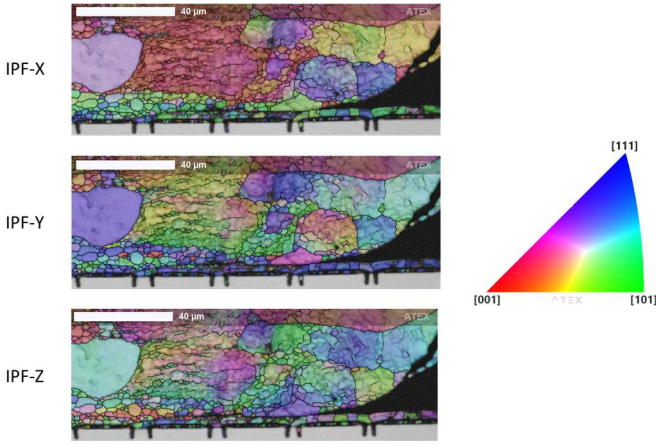 IPF-X
40 µm
ATEX
IPF-Y
40 µm
ATEX
[111]
[001]
ATEX
[101]
IPF-Z
40 µm
ATEX